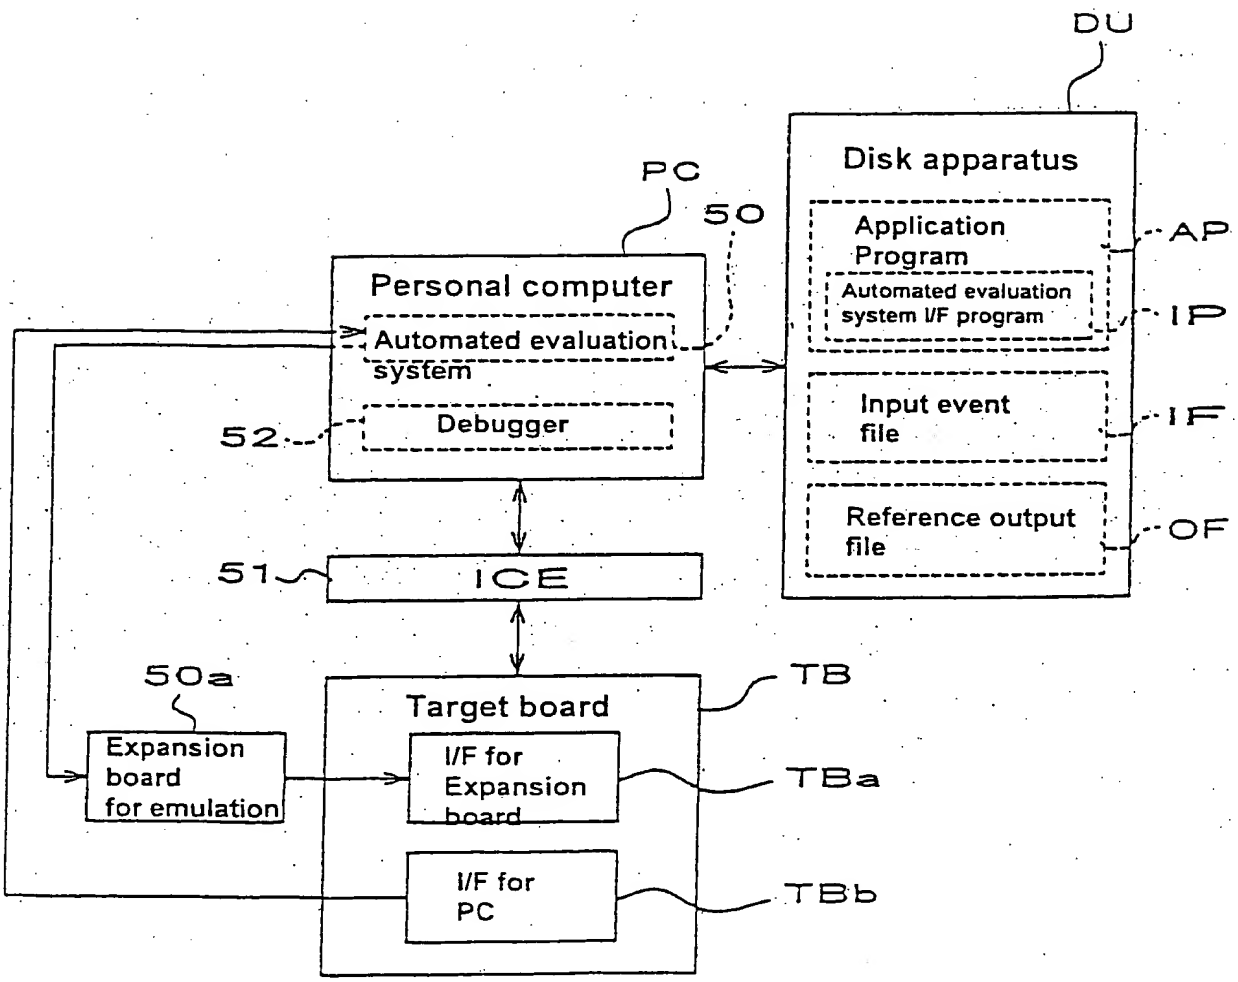 DU
Disk apparatus
PC
50
Application
Program
AP
Automated evaluation
system I/F program
IP
Personal computer
Automated evaluation
system
Input event
file
IF
52
Debugger
Reference output
file
OF
51
ICE
50a
TB
Target board
Expansion
board
for emulation
I/F for
Expansion
board
TBa
I/F for
PC
TBb